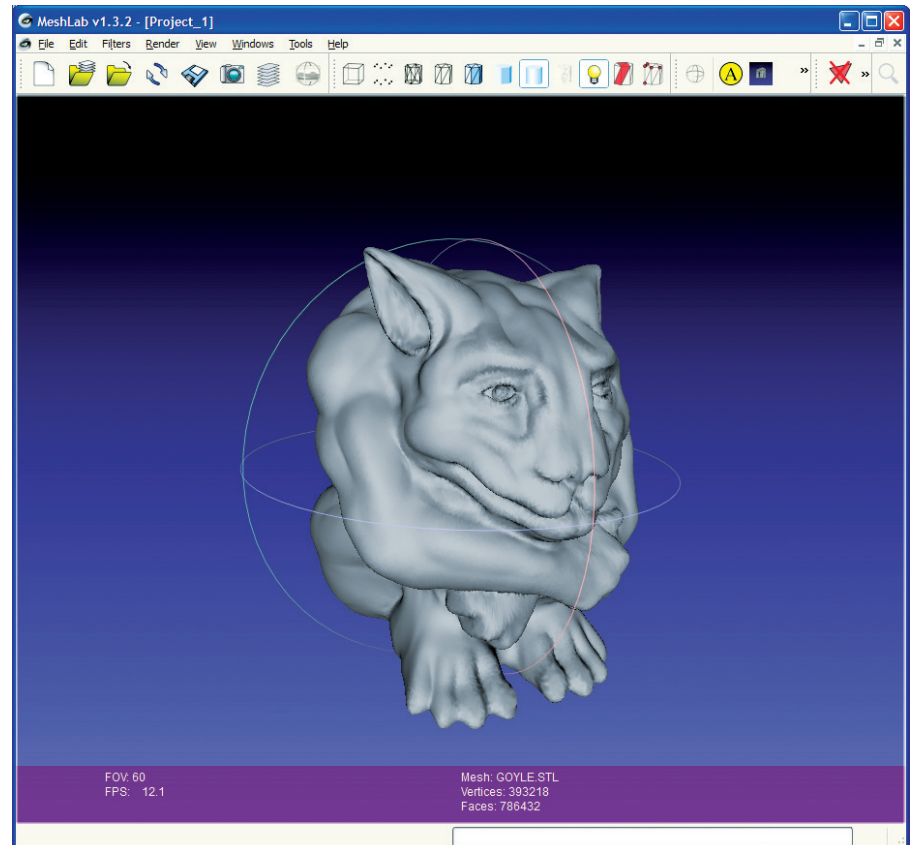 MeshLab v1.3.2 - [Project_1]
File Edit Filters Render View Windows Tools Help
A
FOV: 60
FPS: 12.1
Mesh: GOYLE.STL
Vertices: 393218
Faces: 786432